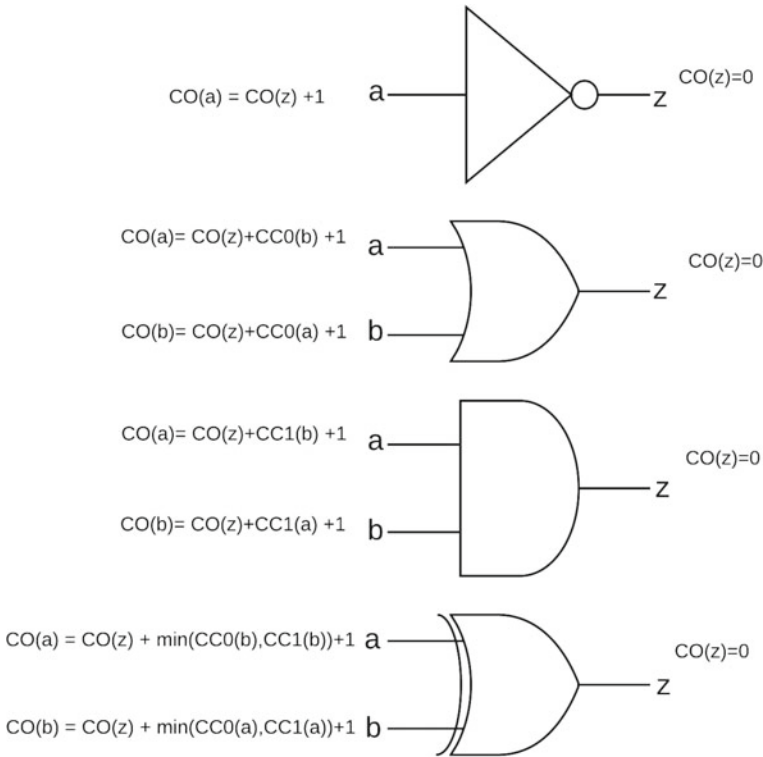 CO(z)=0
CO(a) = CO(z) +1 a z
CO(a)= CO(z)+CC0(b) +1 a
CO(z)=0
z
CO(b)= CO(z)+CC0(a) +1 b
CO(a)= CO(z)+CC1(b) +1 a
CO(z)=0
z
CO(b)= CO(z)+CC1(a) +1 b
CO(a) = CO(z) + min(CC0(b),CC1(b))+1 a
CO(z)=0
z
CO(b) = CO(z) + min(CC0(a),CC1(a))+1 b